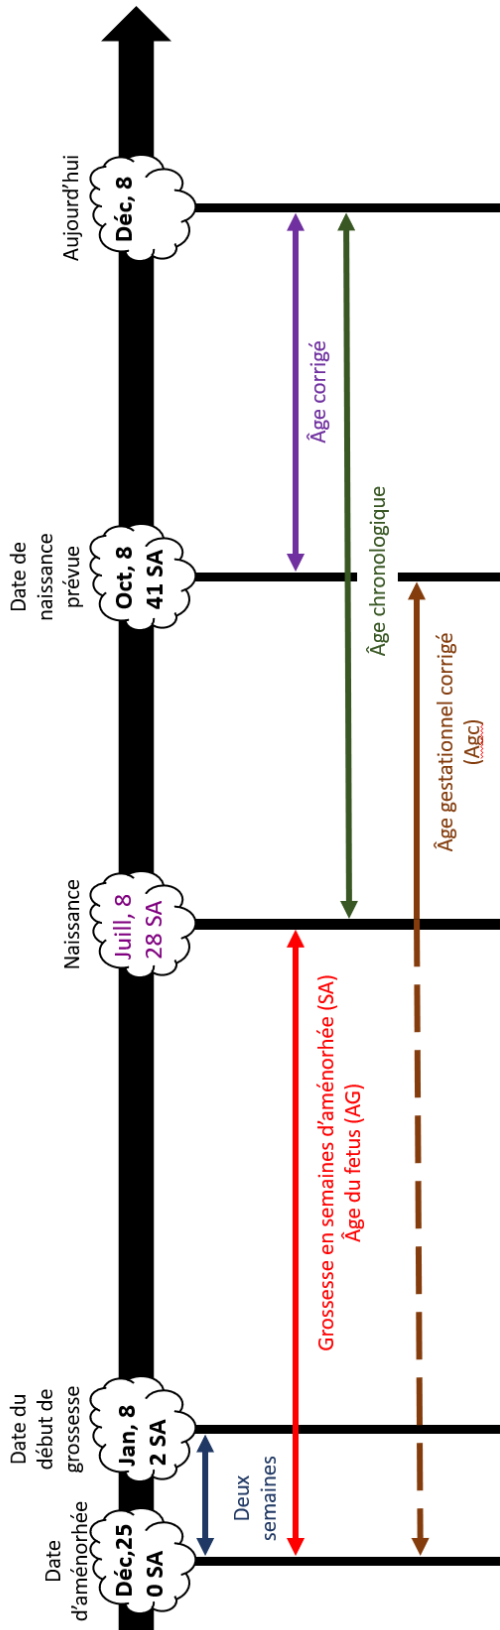 Date
d'aménorhée
Déc,25
0 SA
Date du
début de
grossesse
Jan, 8
2 SA
Naissance
Juill, 8
28 SA
Date de
naissance
prévue
Oct, 8
41 SA
Aujourd'hui
Déc, 8
Deux
semaines
Grossesse en semaines d'aménorhée (SA)
Âge du fetus (AG)
Âge corrigé
Âge chronologique
Âge gestationnel corrigé
(Agc)